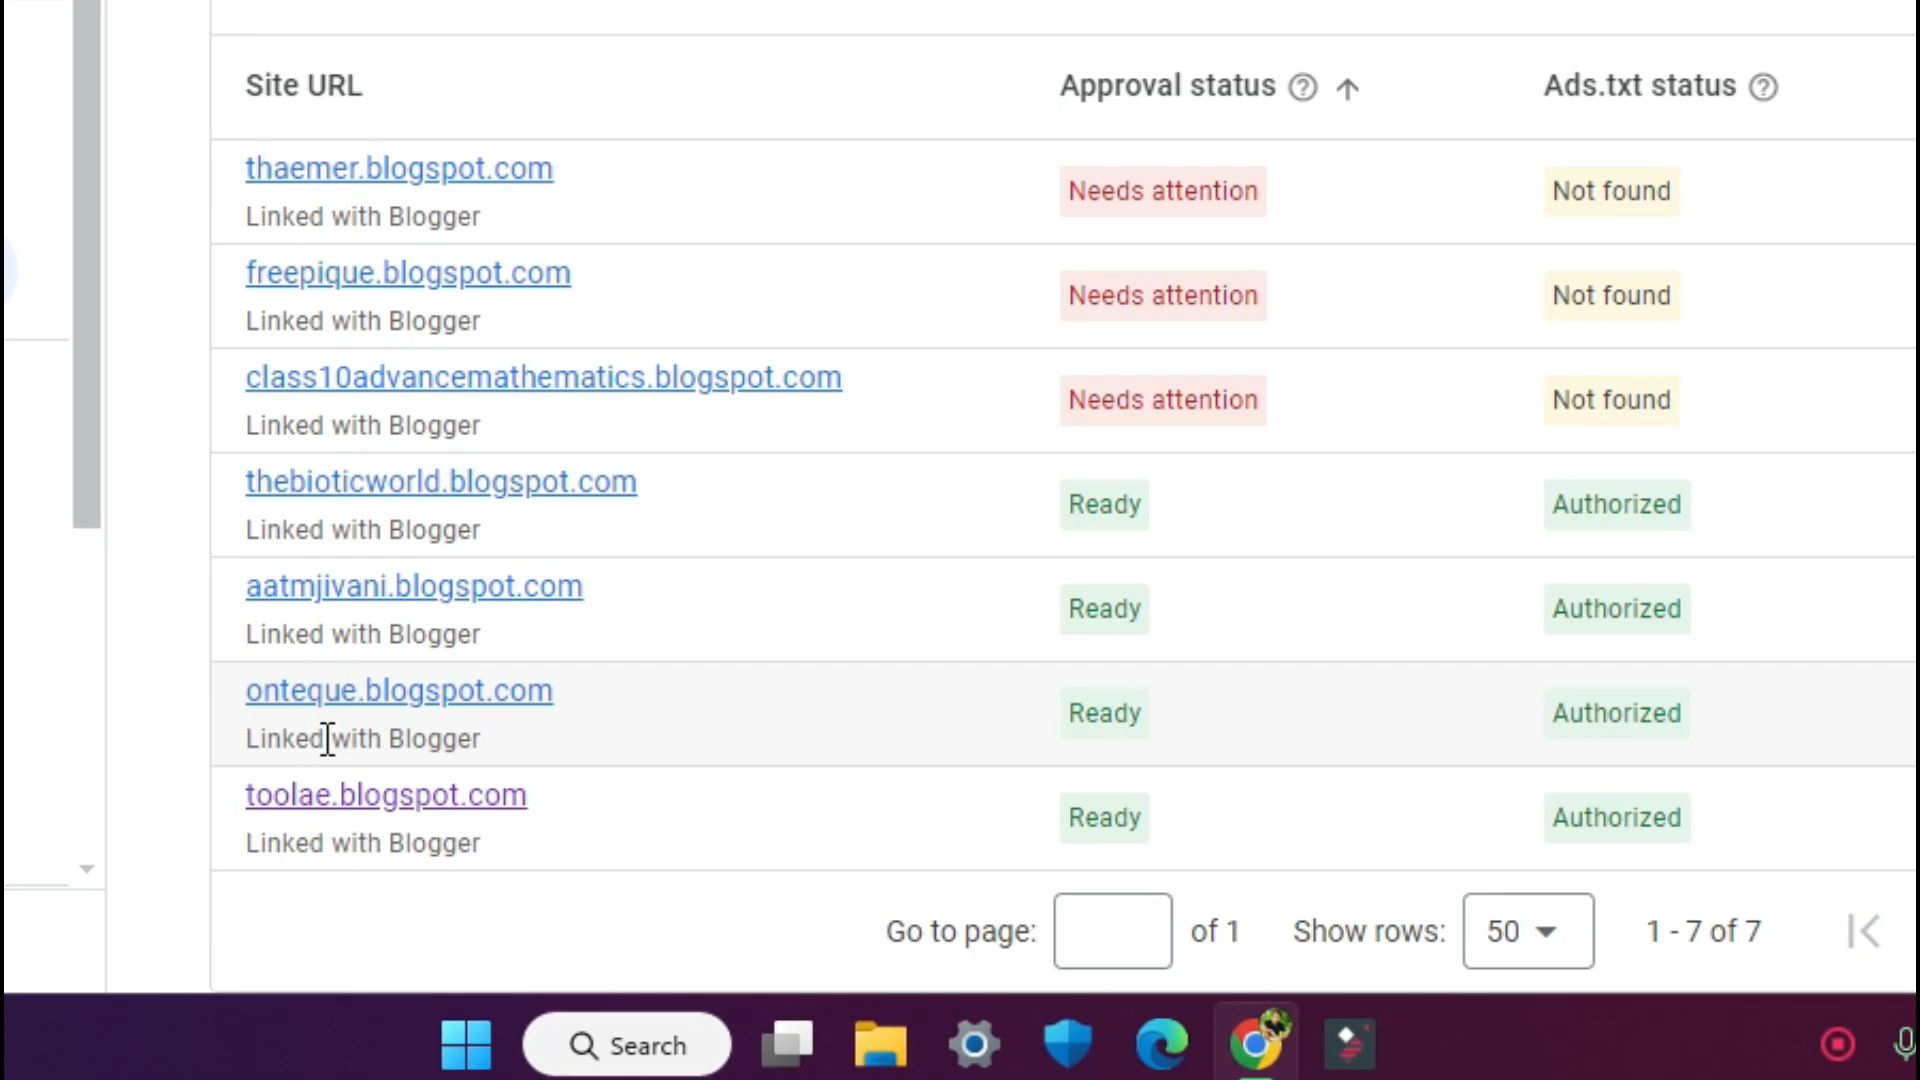 Site URL Approval status Ads.txt status
thaemer.blogspot.com
Linked with Blogger
Needs attention Not found
freepique.blogspot.com
Linked with Blogger
Needs attention Not found
class10advancemathematics.blogspot.com
Linked with Blogger
Needs attention Not found
thebioticworld.blogspot.com
Linked with Blogger
Ready Authorized
aatmjivani.blogspot.com
Linked with Blogger
Ready Authorized
onteque.blogspot.com
Linked with Blogger
Ready Authorized
toolae.blogspot.com
Linked with Blogger
Ready Authorized
Go to page: of 1 Show rows: 50 1 - 7 of 7
Search